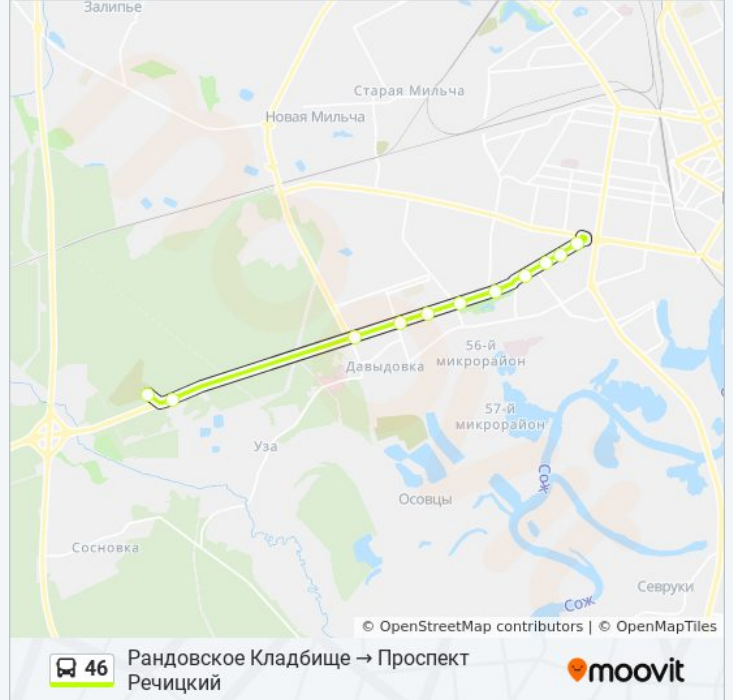 Залипье
Старая Мильча
Новая Мильча
56-й
микрорайон
Давыдовка
57-й
микрорайон
Уза
Сож
Осовцы
Сосновка
Севруки
Сож
© OpenStreetMap contributors | © OpenMapTiles
46
Рандовское Кладбище → Проспект
Речицкий
moovit